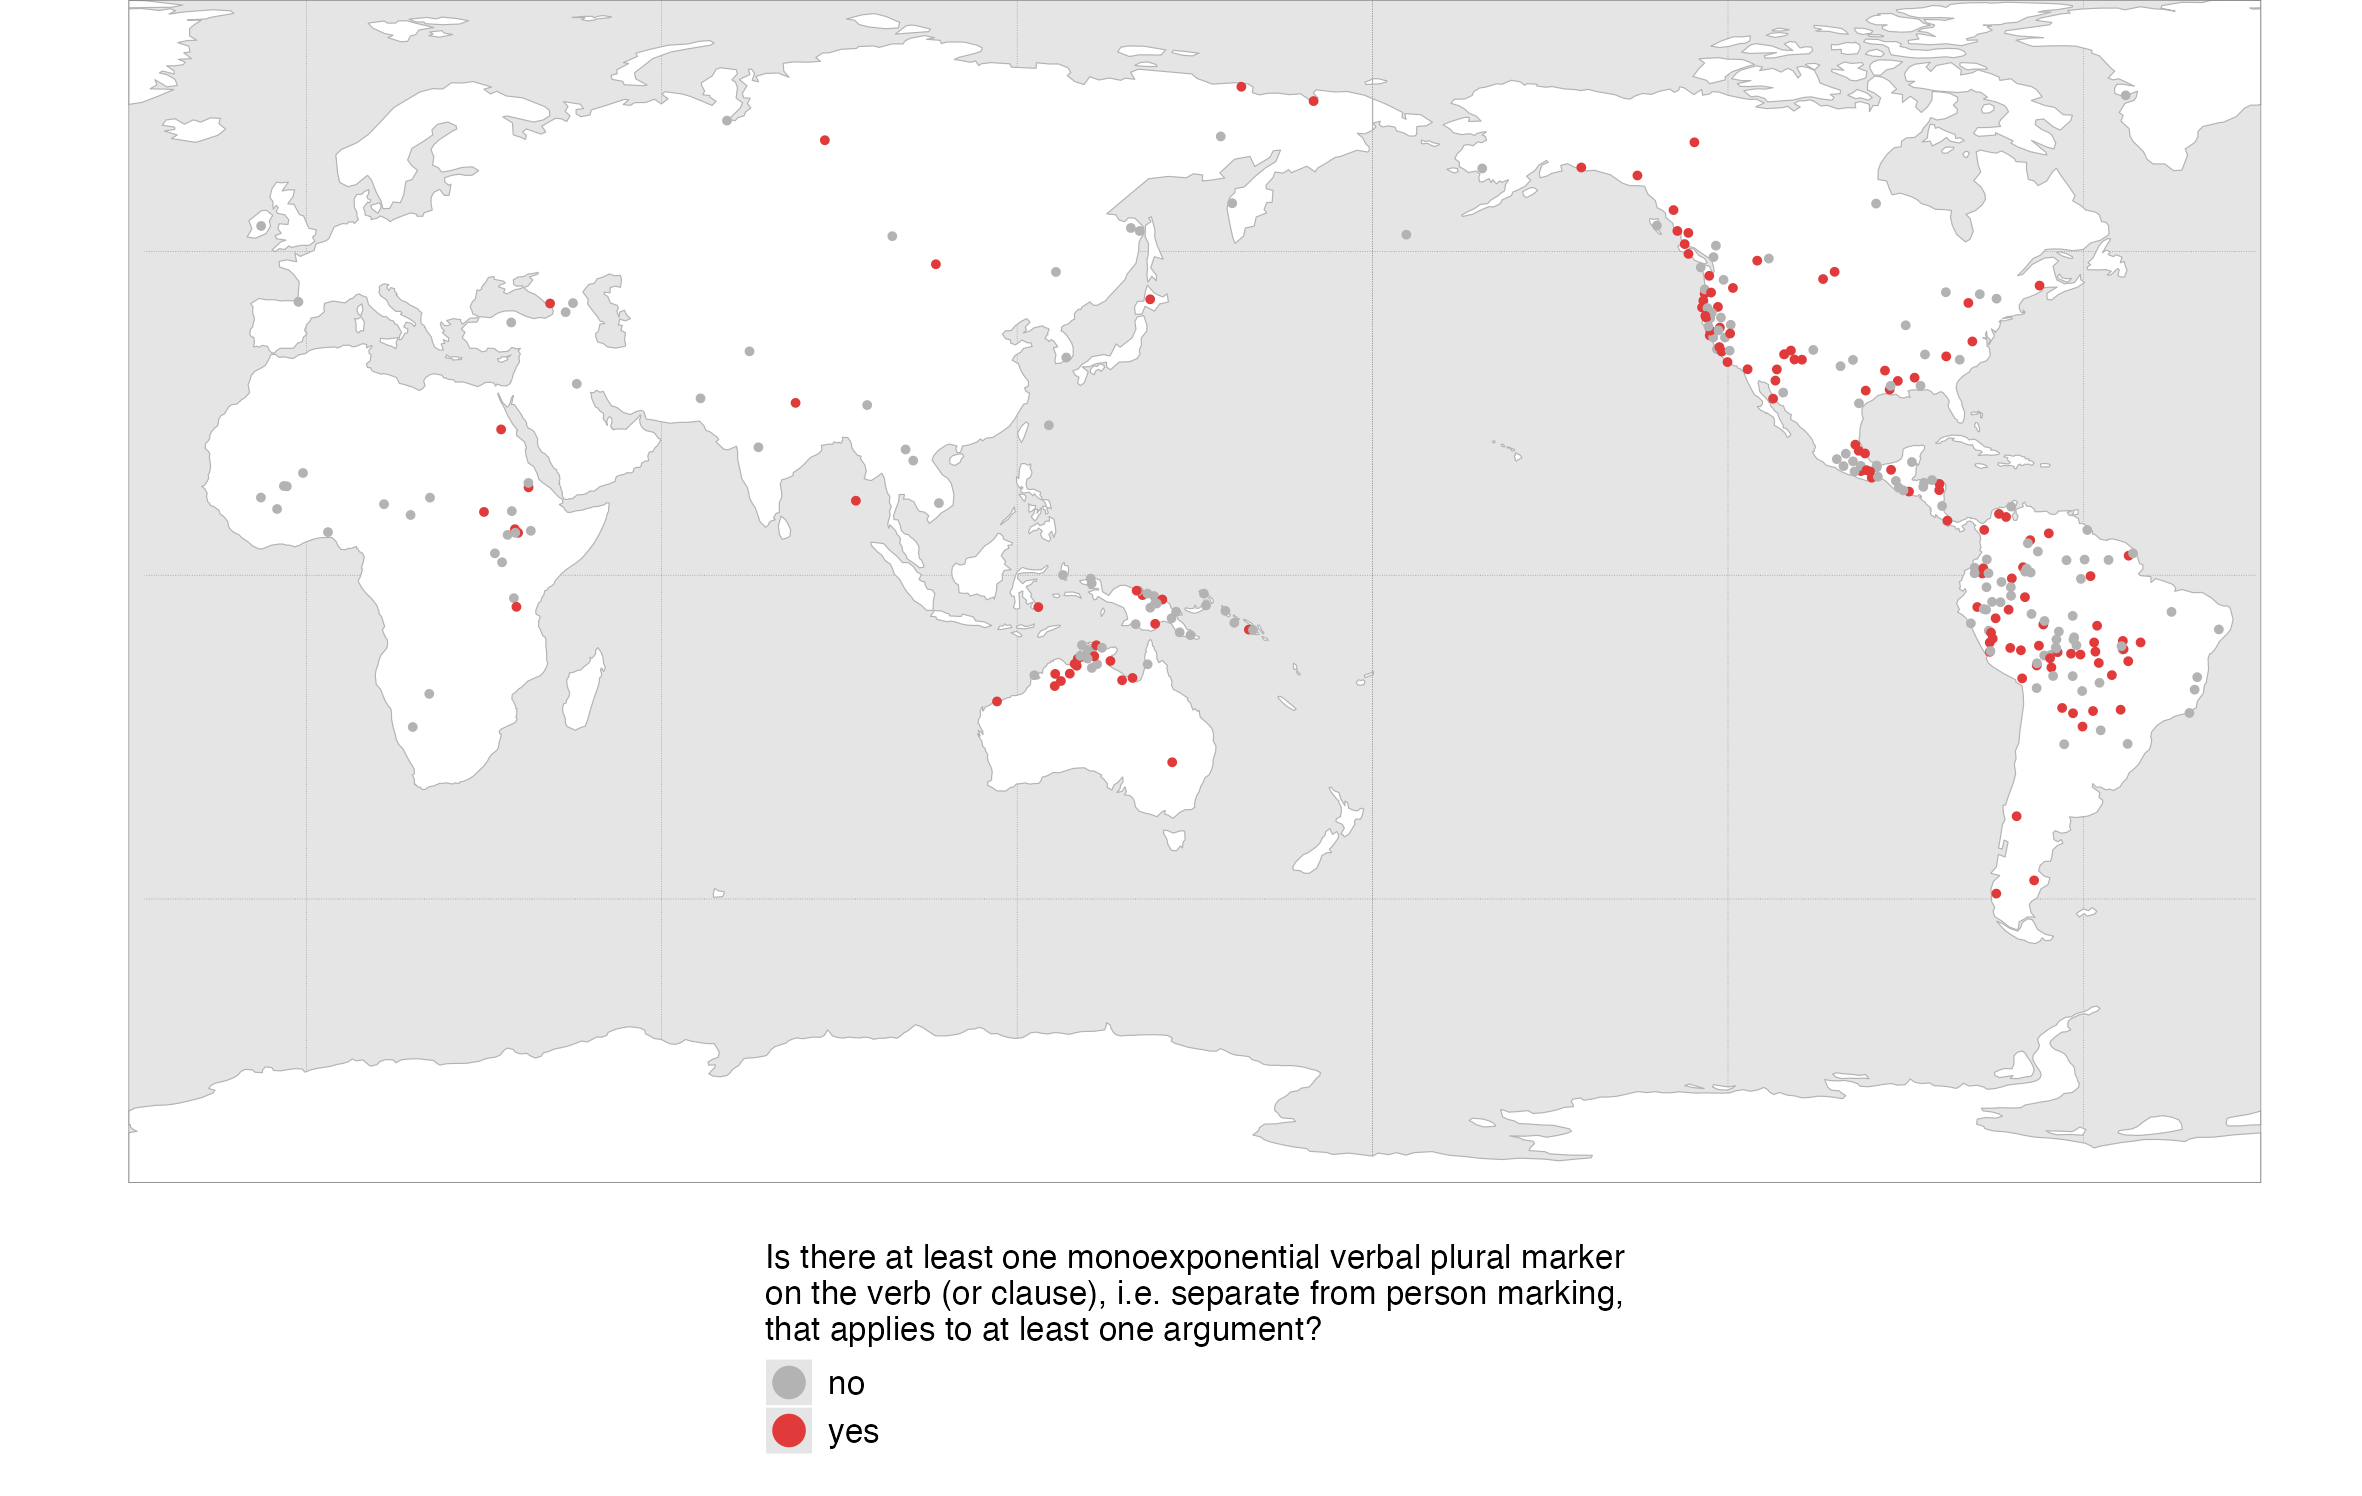 Is there at least one monoexponential verbal plural marker
on the verb (or clause), i.e. separate from person marking,
that applies to at least one argument?
no
yes